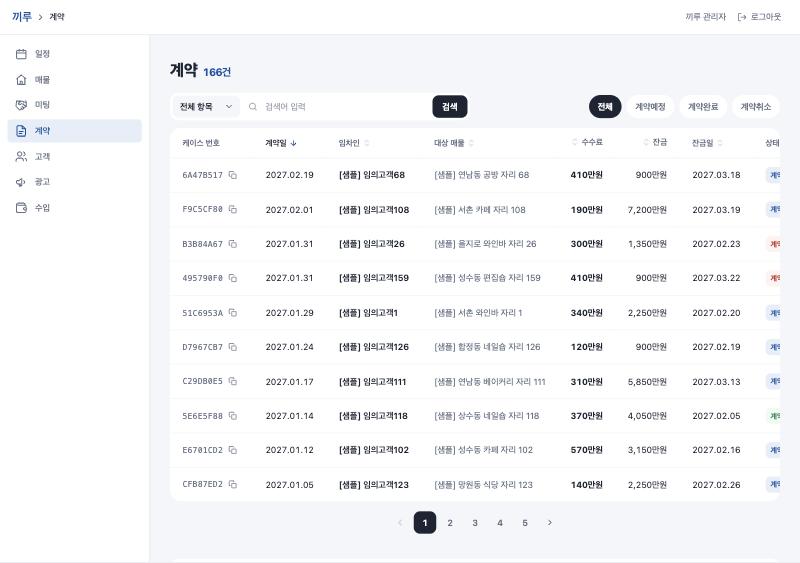 끼루 > 계약
끼루 관리자 로그아웃
일정
매물
미팅
계약
고객
광고
수입
계약 166건
전체 항목 검색어 입력 검색 전체 계약예정 계약완료 계약취소
케이스 번호 계약일 ↓ 임차인 대상 매물 수수료 잔금 잔금일 상태
6A47B517 2027.02.19 [샘플] 임의고객68 [샘플] 연남동 공방 자리 68 410만원 900만원 2027.03.18
F9C5CF80 2027.02.01 [샘플] 임의고객108 [샘플] 서촌 카페 자리 108 190만원 7,200만원 2027.03.19
B3B84A67 2027.01.31 [샘플] 임의고객26 [샘플] 을지로 와인바 자리 26 300만원 1,350만원 2027.02.23
495790F0 2027.01.31 [샘플] 임의고객159 [샘플] 성수동 편집숍 자리 159 410만원 900만원 2027.03.22
51C6953A 2027.01.29 [샘플] 임의고객1 [샘플] 서촌 와인바 자리 1 340만원 2,250만원 2027.02.20
D7967CB7 2027.01.24 [샘플] 임의고객126 [샘플] 합정동 네일숍 자리 126 120만원 900만원 2027.02.19
C29DB0E5 2027.01.17 [샘플] 임의고객111 [샘플] 연남동 베이커리 자리 111 310만원 5,850만원 2027.03.13
5E6E5F88 2027.01.14 [샘플] 임의고객118 [샘플] 상수동 네일숍 자리 118 370만원 4,050만원 2027.02.05
E6701CD2 2027.01.12 [샘플] 임의고객102 [샘플] 성수동 카페 자리 102 570만원 3,150만원 2027.02.16
CFB87ED2 2027.01.05 [샘플] 임의고객123 [샘플] 망원동 식당 자리 123 140만원 2,250만원 2027.02.26
1 2 3 4 5